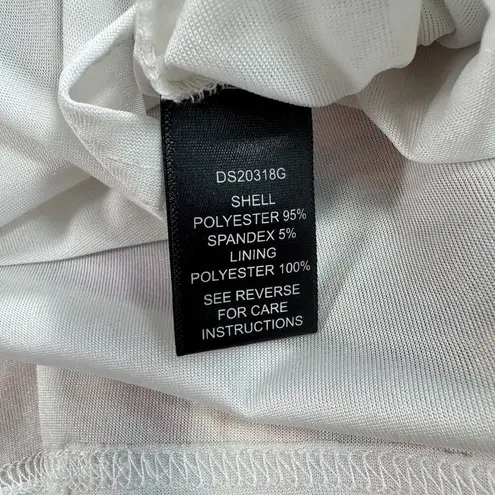 DS20318G
SHELL
POLYESTER 95%
SPANDEX 5%
LINING
POLYESTER 100%
SEE REVERSE
FOR CARE
INSTRUCTIONS